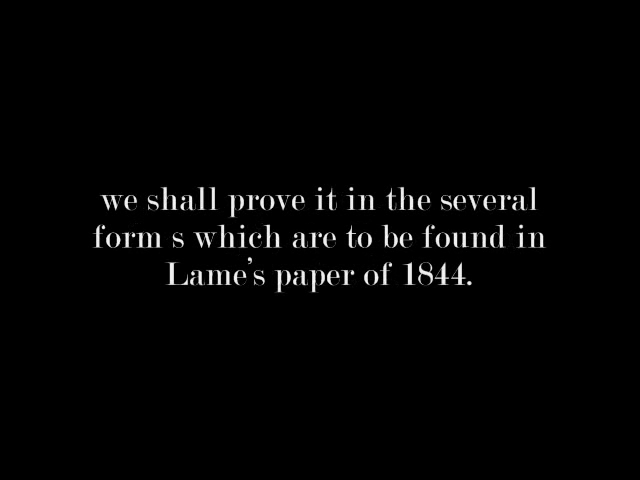 we shall prove it in the several
form s which are to be found in
Lame's paper of 1844.